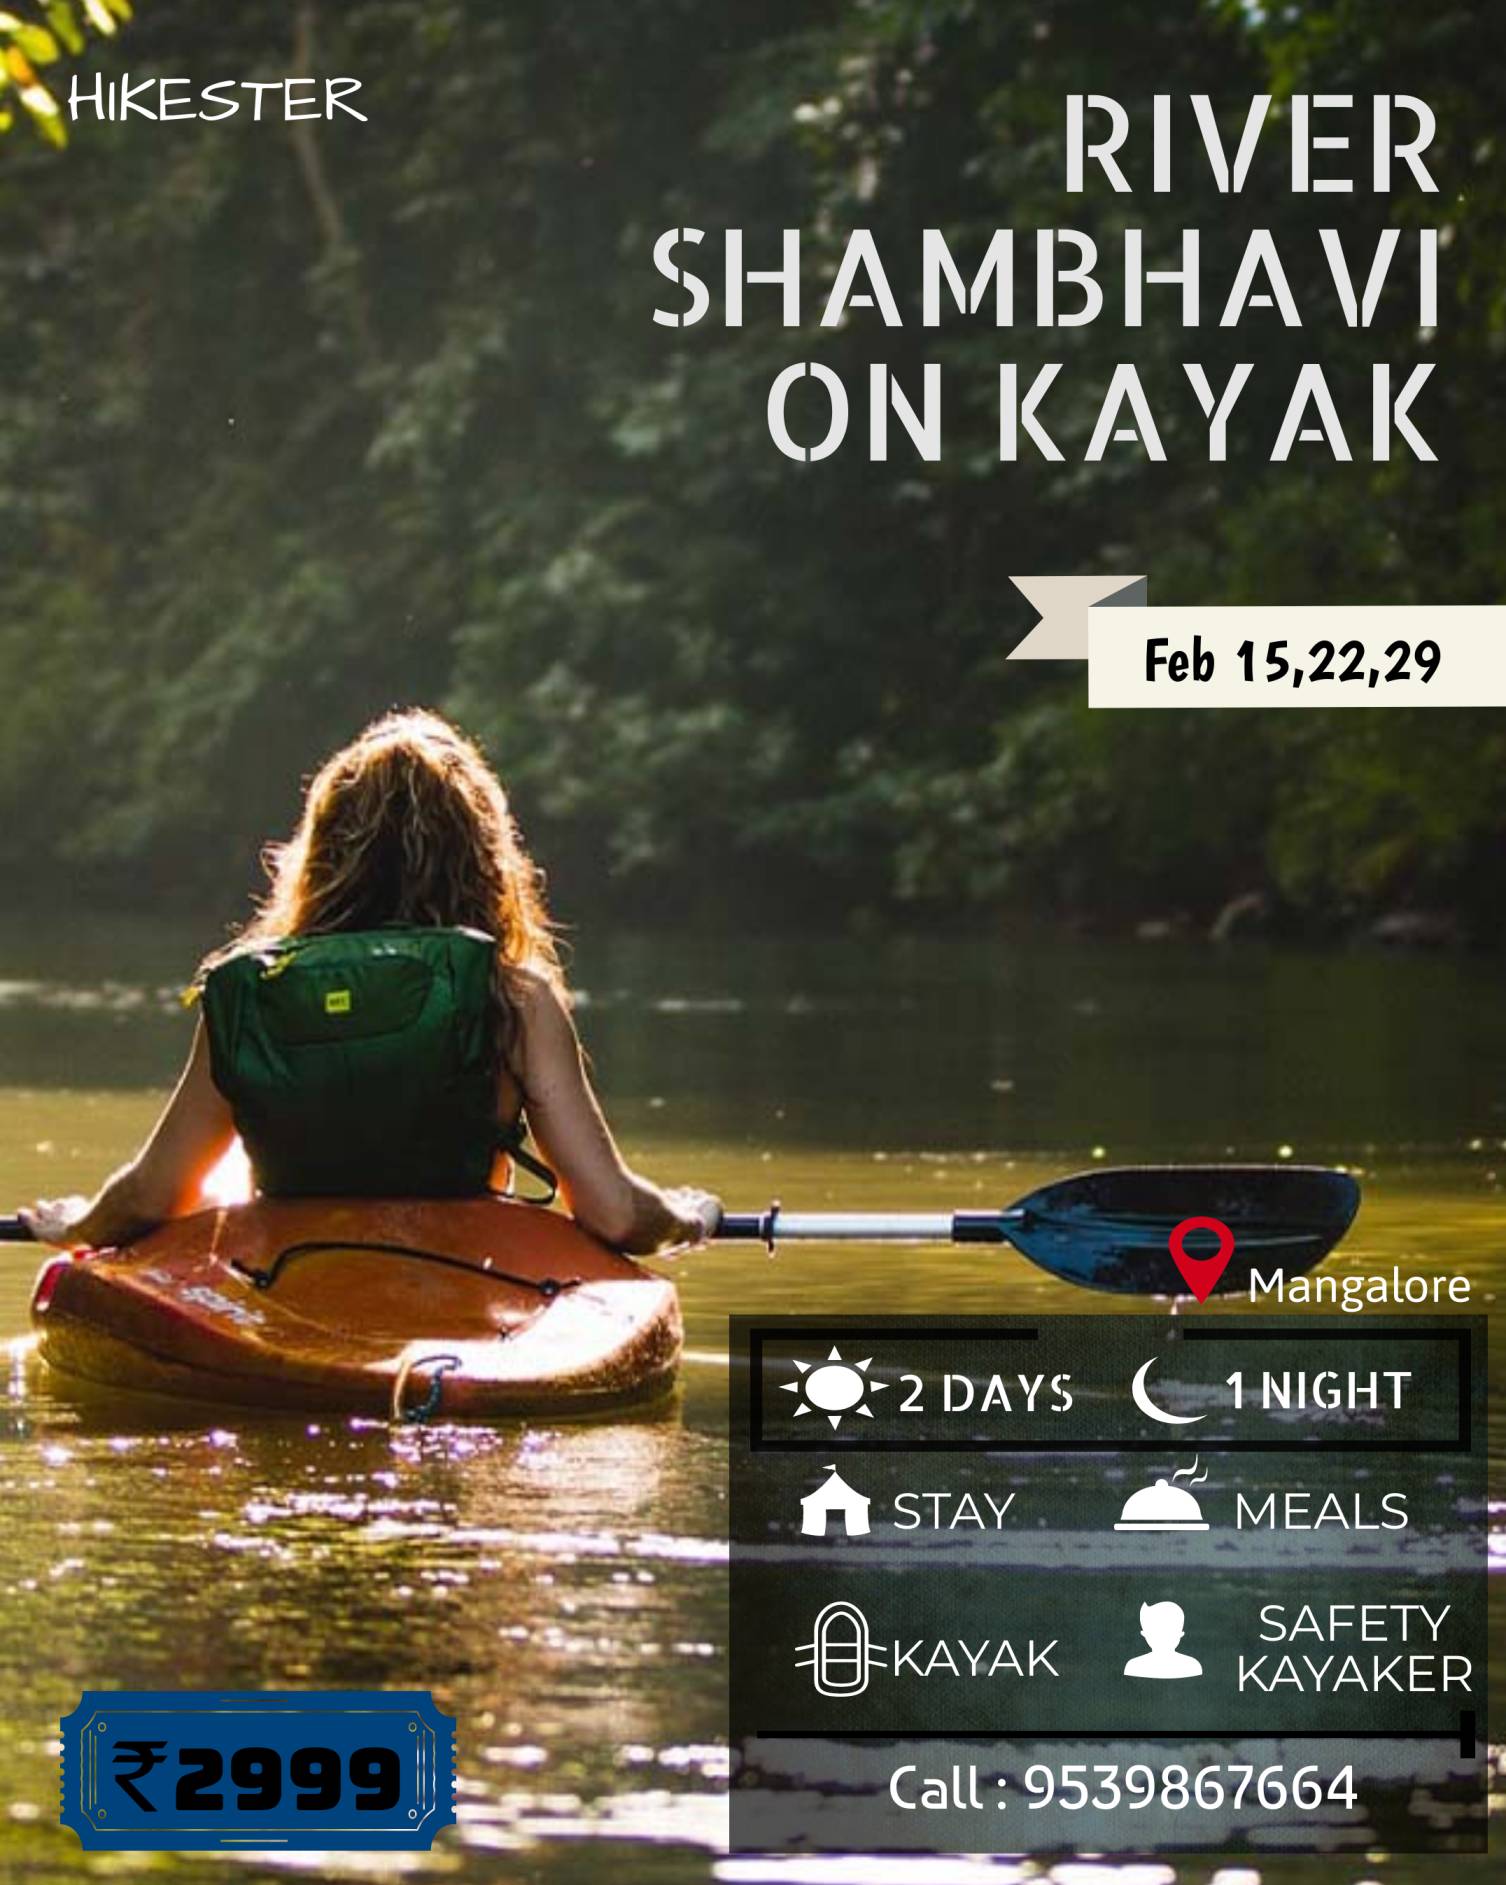 HIKESTER
RIVER
SHAMBHAVI
ON KAYAK
Feb 15,22,29
Mangalore
2 DAYS
1 NIGHT
STAY
MEALS
KAYAK
SAFETY
KAYAKER
₹2999
Call : 9539867664